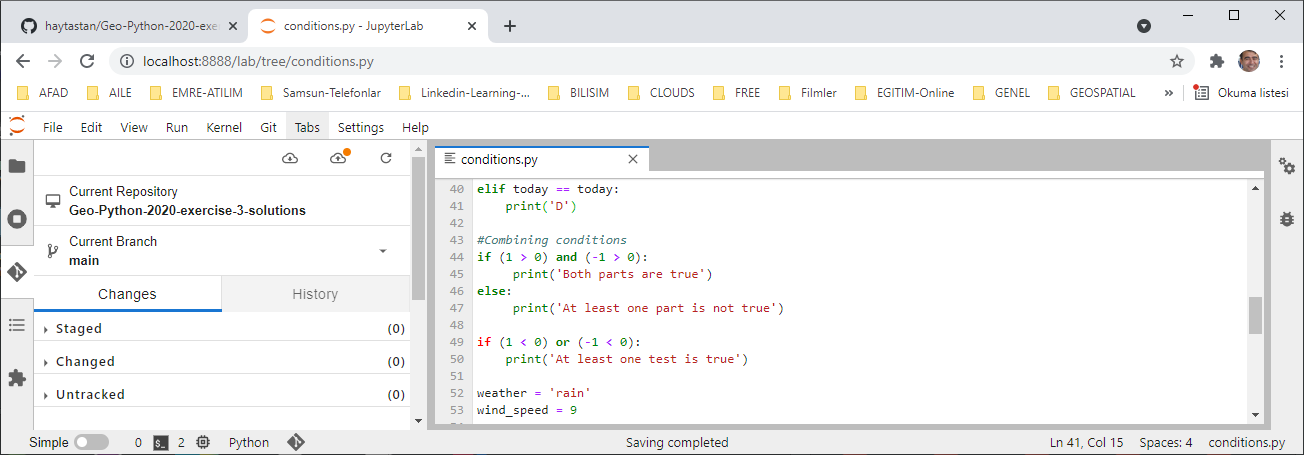 haytastan/Geo-Python-2020-exe
conditions.py - JupyterLab
localhost:8888/lab/tree/conditions.py
AFAD AILE EMRE-ATILIM Samsun-Telefonlar Linkedin-Learning-... BILISIM CLOUDS FREE Filmler EGITIM-Online GENEL GEOSPATIAL » Okuma listesi
File Edit View Run Kernel Git Tabs Settings Help
Current Repository
Geo-Python-2020-exercise-3-solutions
Current Branch
main
Changes History
Staged (0)
Changed (0)
Untracked (0)
conditions.py
40 elif today == today:
41     print('D')
42
43 #Combining conditions
44 if (1 > 0) and (-1 > 0):
45      print('Both parts are true')
46 else:
47      print('At least one part is not true')
48
49 if (1 < 0) or (-1 < 0):
50     print('At least one test is true')
51
52 weather = 'rain'
53 wind_speed = 9
Simple 0 $_ 2 Python Saving completed Ln 41, Col 15 Spaces: 4 conditions.py